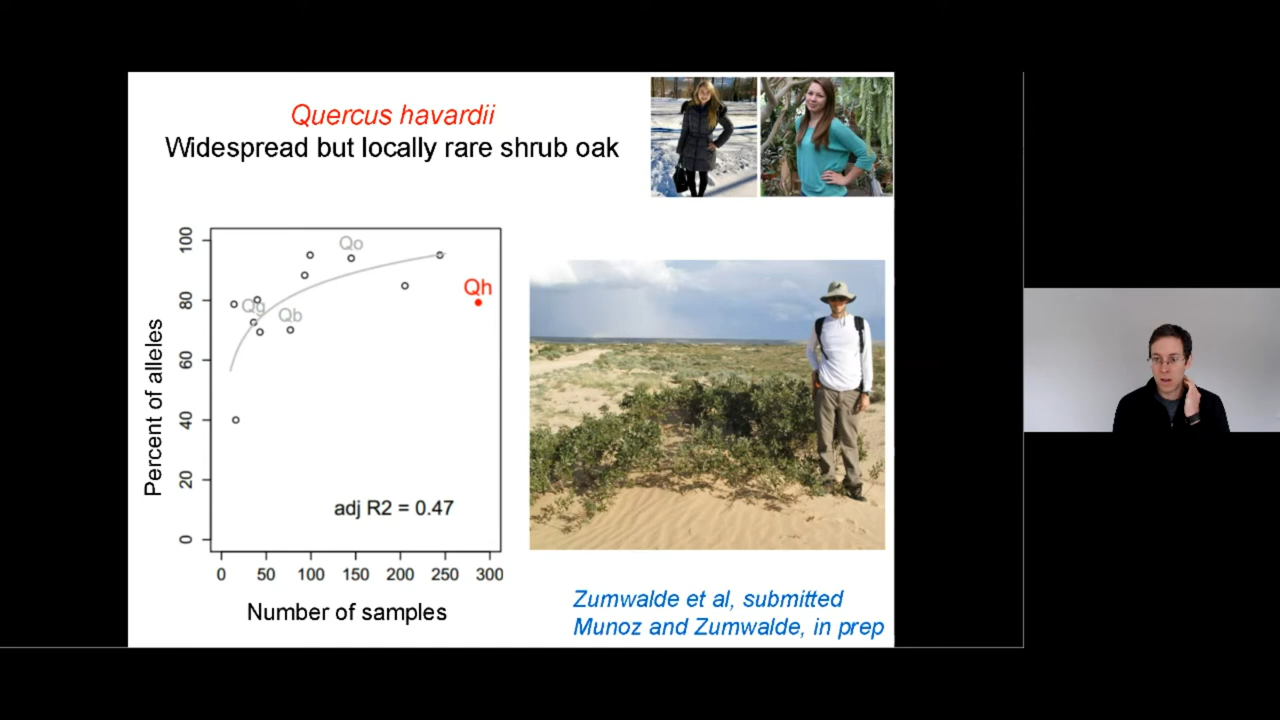 Quercus havardii
Widespread but locally rare shrub oak
Percent of alleles
100
80
60
40
20
0
Qo
Qg
Qb
Qh
adj R2 = 0.47
0 50 100 150 200 250 300
Number of samples
Zumwalde et al, submitted
Munoz and Zumwalde, in prep